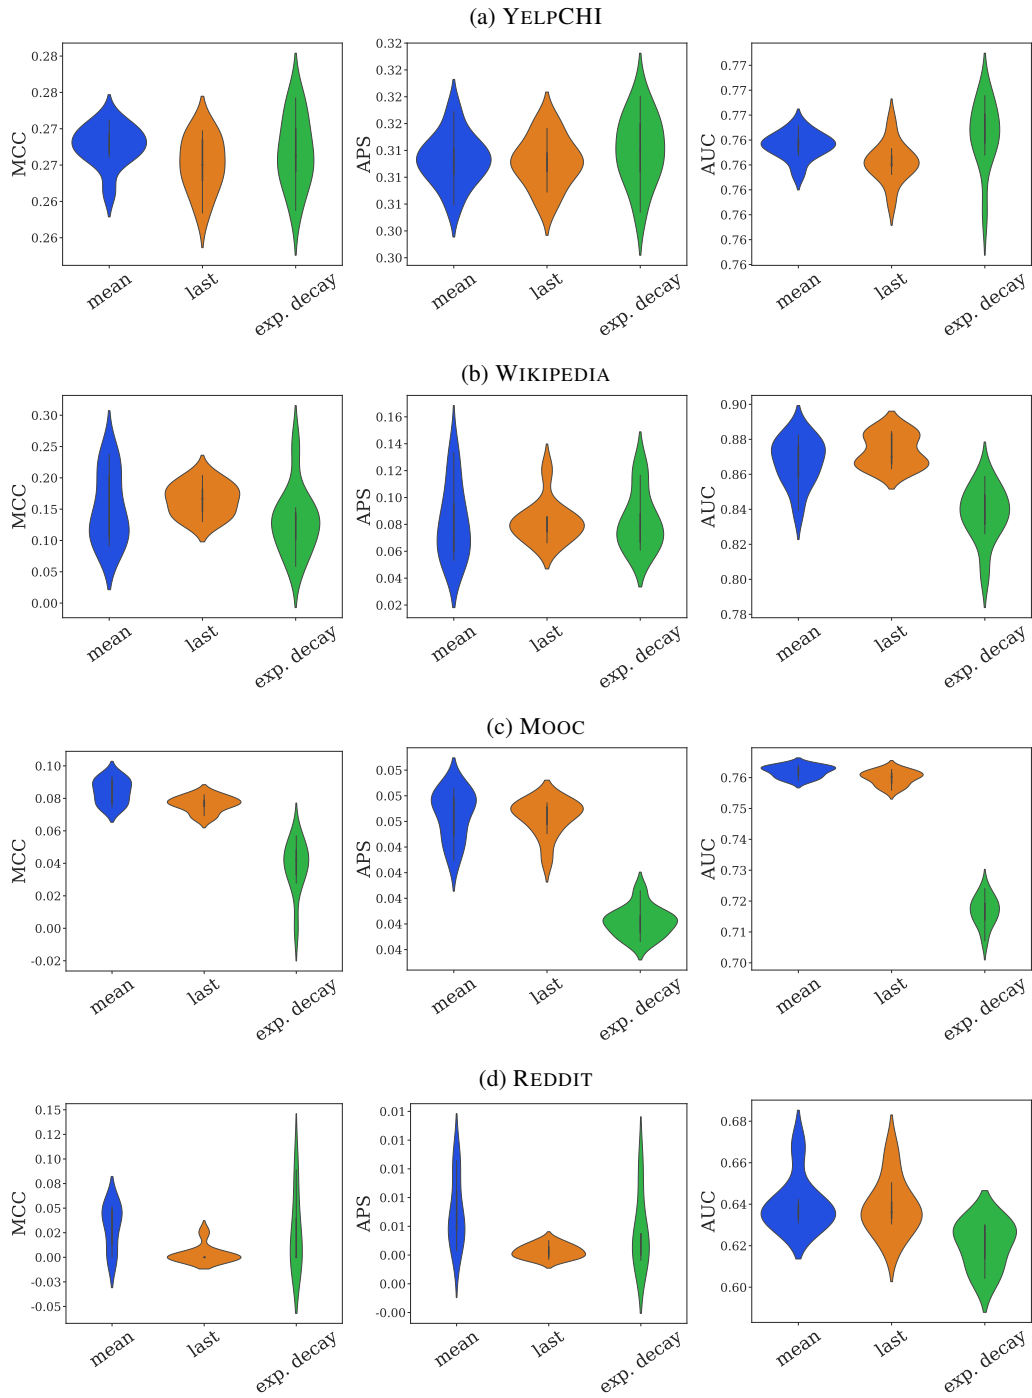 (a) YELPCHI
0.28
0.28
0.27
0.27
0.26
0.26
MCC
mean
last
exp. decay
0.32
0.32
0.32
0.31
0.31
0.31
0.30
0.30
APS
mean
last
exp. decay
0.77
0.77
0.76
0.76
0.76
0.76
0.76
AUC
mean
last
exp. decay
(b) WIKIPEDIA
0.30
0.25
0.20
0.15
0.10
0.05
0.00
MCC
mean
last
exp. decay
0.16
0.14
0.12
0.10
0.08
0.06
0.04
0.02
APS
mean
last
exp. decay
0.90
0.88
0.86
0.84
0.82
0.80
0.78
AUC
mean
last
exp. decay
(c) MOOC
0.10
0.08
0.06
0.04
0.02
0.00
-0.02
MCC
mean
last
exp. decay
0.05
0.05
0.05
0.04
0.04
0.04
0.04
0.04
APS
mean
last
exp. decay
0.76
0.75
0.74
0.73
0.72
0.71
0.70
AUC
mean
last
exp. decay
(d) REDDIT
0.15
0.12
0.10
0.08
0.05
0.02
0.00
-0.03
-0.05
MCC
mean
last
exp. decay
0.01
0.01
0.01
0.01
0.01
0.00
0.00
-0.00
APS
mean
last
exp. decay
0.68
0.66
0.64
0.62
0.60
AUC
mean
last
exp. decay